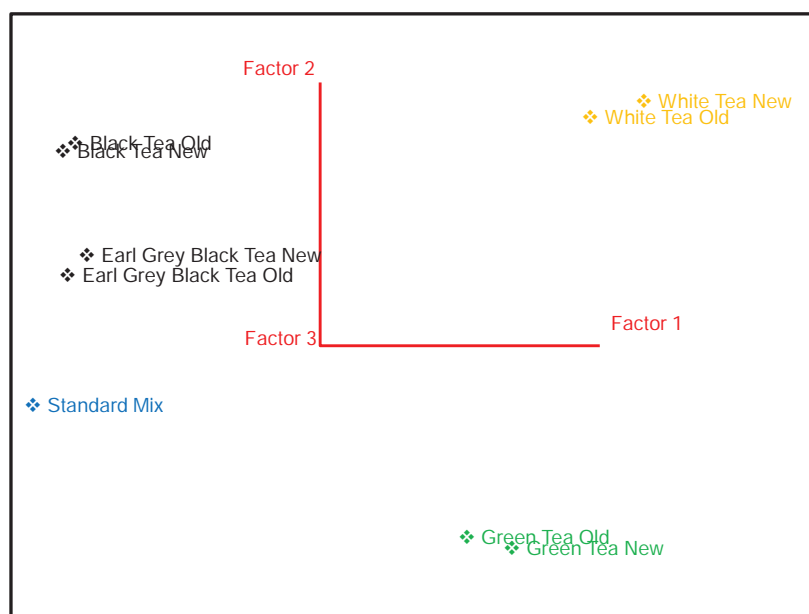 Factor 2
White Tea New
White Tea Old
Black Tea Old
Black Tea New
Earl Grey Black Tea New
Earl Grey Black Tea Old
Factor 1
Factor 3
Standard Mix
Green Tea Old
Green Tea New